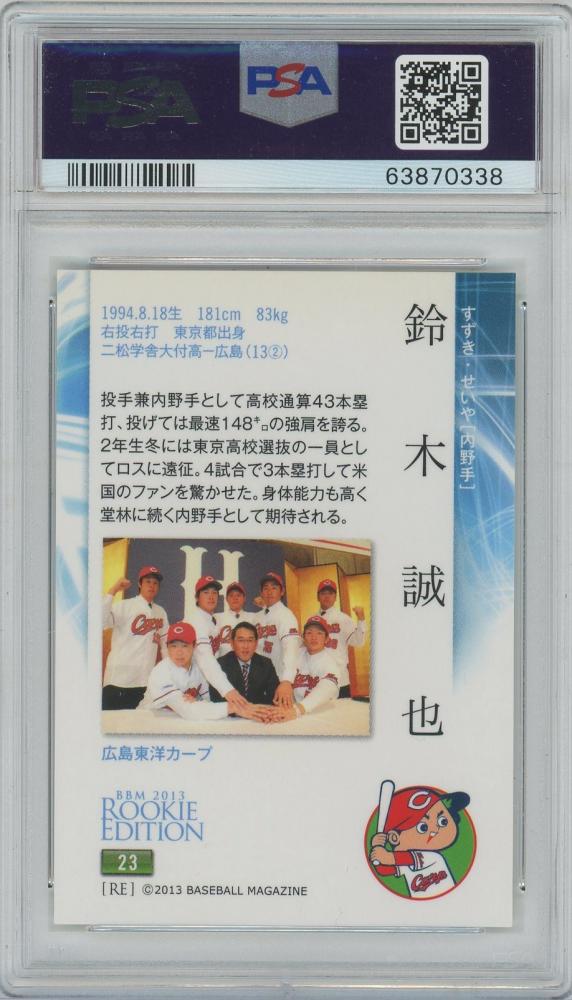 PSA
PSA
63870338
1994.8.18生 181cm 83kg
右投右打 東京都出身
二松学舎大付高―広島(13②)
投手兼内野手として高校通算43本塁
打、投げては最速148㌔の強肩を誇る。
2年生冬には東京高校選抜の一員とし
てロスに遠征。4試合で3本塁打して米
国のファンを驚かせた。身体能力も高く
堂林に続く内野手として期待される。
鈴木誠也
すずき・せいや[内野手]
H
Carp
広島東洋カープ
BBM 2013
ROOKIE
EDITION
23
[RE] ©2013 BASEBALL MAGAZINE
C
Carp